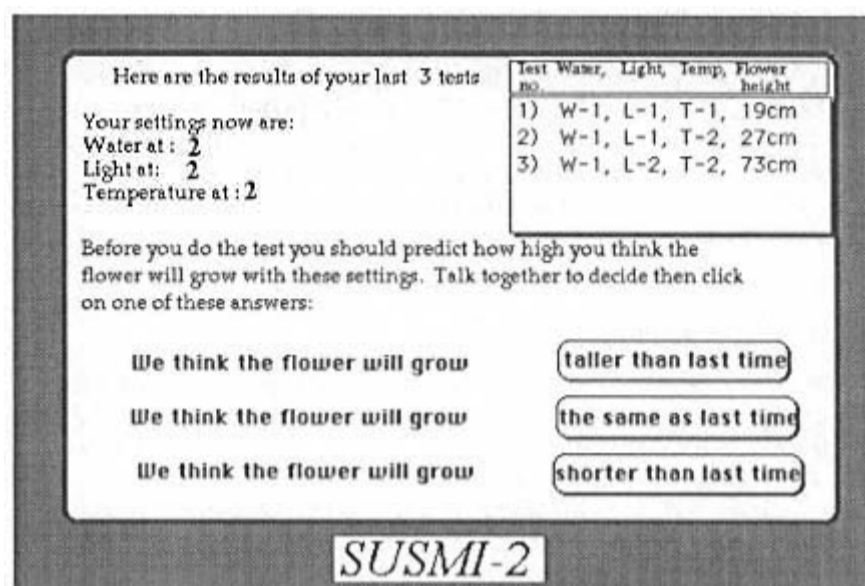 Here are the results of your last 3 tests
Your settings now are:
Water at : 2
Light at: 2
Temperature at : 2
Test Water, Light, Temp, Flower
no. height
1) W-1, L-1, T-1, 19cm
2) W-1, L-1, T-2, 27cm
3) W-1, L-2, T-2, 73cm
Before you do the test you should predict how high you think the
flower will grow with these settings. Talk together to decide then click
on one of these answers:
We think the flower will grow taller than last time
We think the flower will grow the same as last time
We think the flower will grow shorter than last time
SUSMI-2